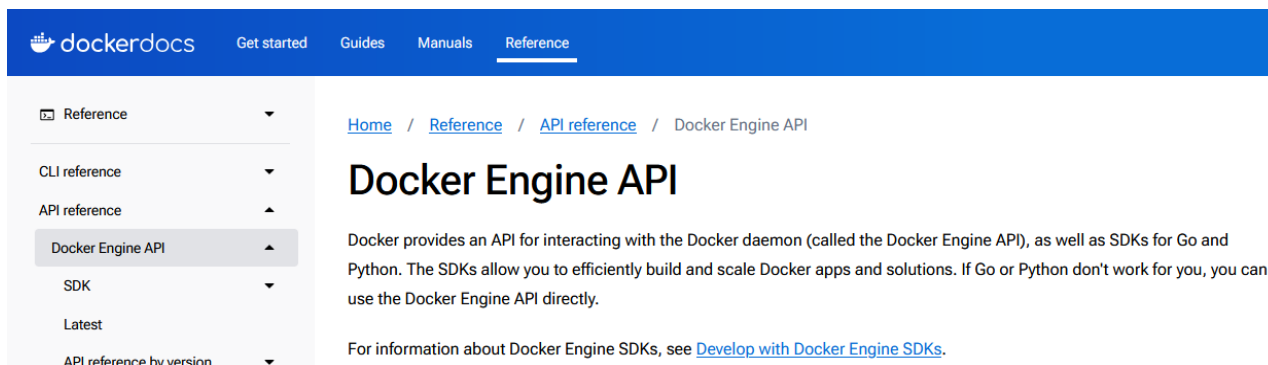 dockerdocs Get started Guides Manuals Reference
Reference
CLI reference
API reference
Docker Engine API
SDK
Latest
API reference by version
Home / Reference / API reference / Docker Engine API
Docker Engine API
Docker provides an API for interacting with the Docker daemon (called the Docker Engine API), as well as SDKs for Go and
Python. The SDKs allow you to efficiently build and scale Docker apps and solutions. If Go or Python don't work for you, you can
use the Docker Engine API directly.
For information about Docker Engine SDKs, see Develop with Docker Engine SDKs.